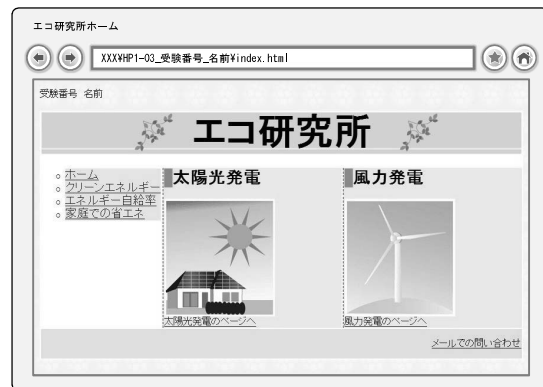 エコ研究所ホーム
XXX¥HP1-03_受験番号_名前¥index.html
受験番号 名前
エコ研究所
ホーム
クリーンエネルギー
エネルギー自給率
家庭での省エネ
太陽光発電
太陽光発電のページへ
風力発電
風力発電のページへ
メールでの問い合わせ